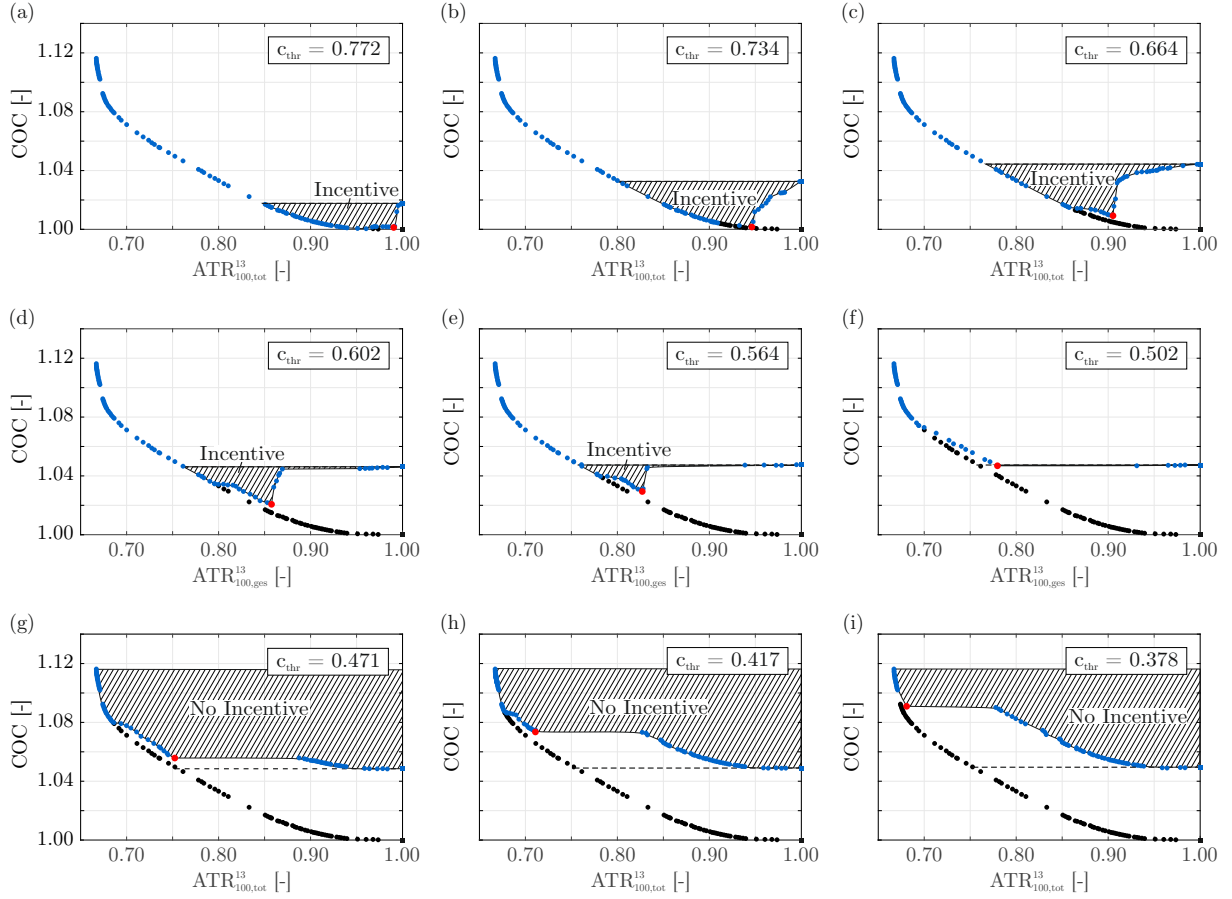 (a)
(b)
(c)
c_thr = 0.772
c_thr = 0.734
c_thr = 0.664
COC [-]
COC [-]
COC [-]
1.12
1.08
1.04
1.00
Incentive
Incentive
Incentive
0.70 0.80 0.90 1.00
0.70 0.80 0.90 1.00
0.70 0.80 0.90 1.00
ATR^13_100,tot [-]
ATR^13_100,tot [-]
ATR^13_100,tot [-]
(d)
(e)
(f)
c_thr = 0.602
c_thr = 0.564
c_thr = 0.502
COC [-]
COC [-]
COC [-]
1.12
1.08
1.04
1.00
Incentive
Incentive
0.70 0.80 0.90 1.00
0.70 0.80 0.90 1.00
0.70 0.80 0.90 1.00
ATR^13_100,ges [-]
ATR^13_100,ges [-]
ATR^13_100,ges [-]
(g)
(h)
(i)
c_thr = 0.471
c_thr = 0.417
c_thr = 0.378
COC [-]
COC [-]
COC [-]
1.12
1.08
1.04
1.00
No Incentive
No Incentive
No Incentive
0.70 0.80 0.90 1.00
0.70 0.80 0.90 1.00
0.70 0.80 0.90 1.00
ATR^13_100,tot [-]
ATR^13_100,tot [-]
ATR^13_100,tot [-]